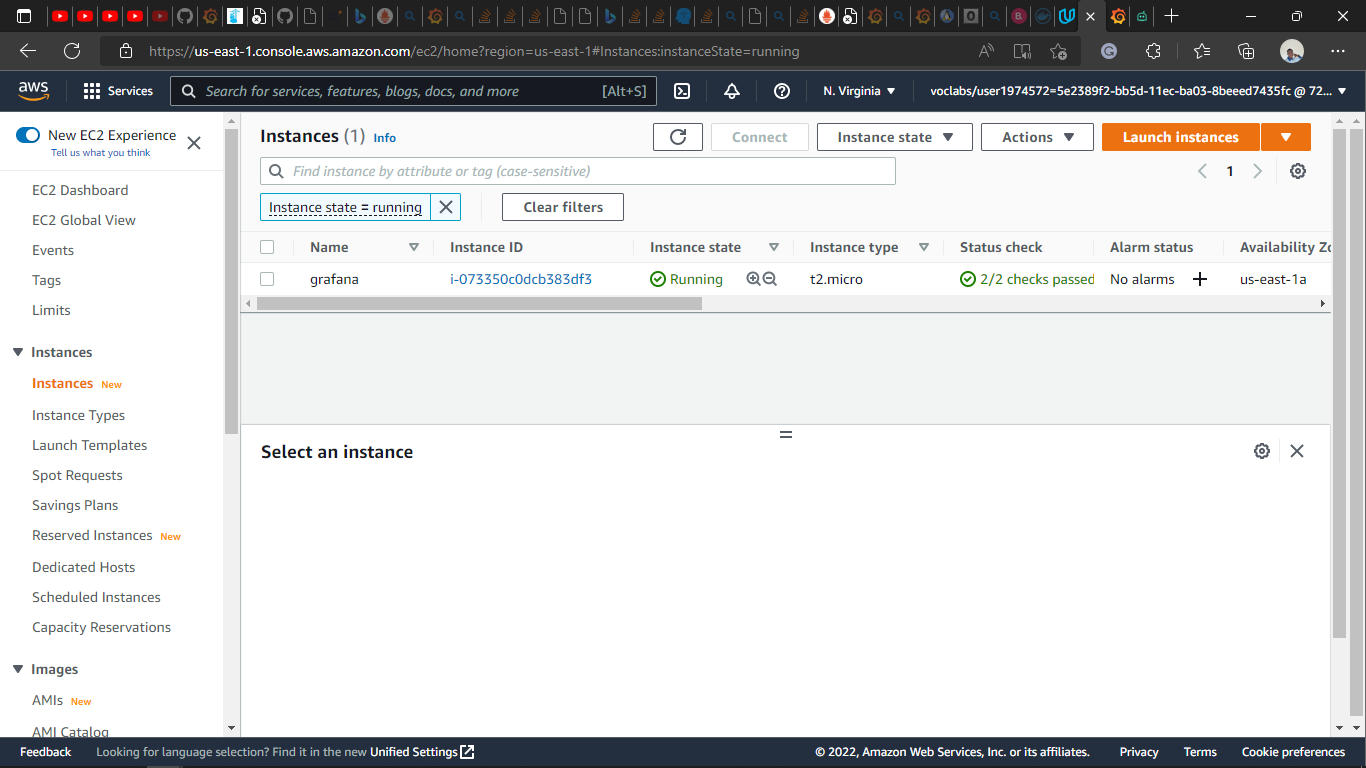 https://us-east-1.console.aws.amazon.com/ec2/home?region=us-east-1#Instances:instanceState=running
aws
Services
Search for services, features, blogs, docs, and more
[Alt+S]
N. Virginia
voclabs/user1974572=5e2389f2-bb5d-11ec-ba03-8beeed7435fc @ 72...
New EC2 Experience
Tell us what you think
EC2 Dashboard
EC2 Global View
Events
Tags
Limits
Instances
Instances New
Instance Types
Launch Templates
Spot Requests
Savings Plans
Reserved Instances New
Dedicated Hosts
Scheduled Instances
Capacity Reservations
Images
AMIs New
AMI Catalog
Instances (1) Info
Connect
Instance state
Actions
Launch instances
Find instance by attribute or tag (case-sensitive)
1
Instance state = running
Clear filters
Name Instance ID Instance state Instance type Status check Alarm status Availability Zo
grafana i-073350c0dcb383df3 Running t2.micro 2/2 checks passed No alarms + us-east-1a
Select an instance
Feedback Looking for language selection? Find it in the new Unified Settings © 2022, Amazon Web Services, Inc. or its affiliates. Privacy Terms Cookie preferences